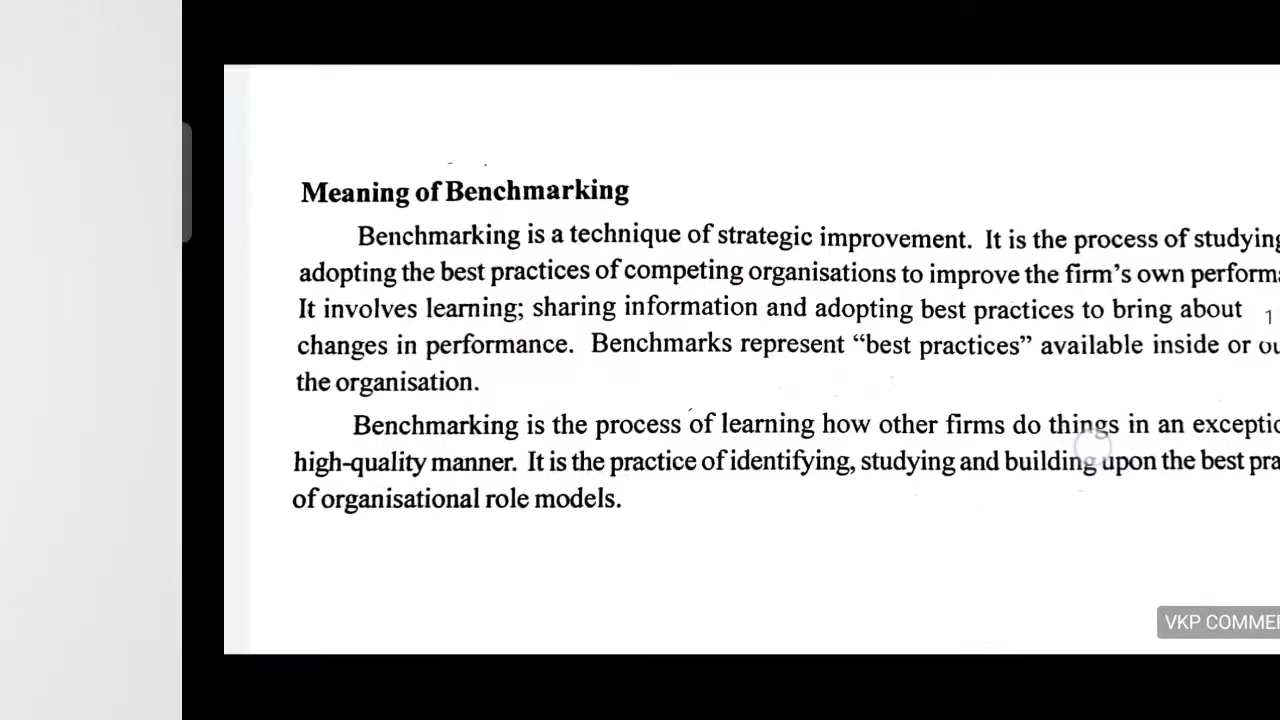 Meaning of Benchmarking
Benchmarking is a technique of strategic improvement. It is the process of studying
adopting the best practices of competing organisations to improve the firm's own
It involves learning; sharing information and adopting best practices to bring about
changes in performance. Benchmarks represent “best practices” available inside or
the organisation.
Benchmarking is the process of learning how other firms do things in an
high-quality manner. It is the practice of identifying, studying and building upon the best
of organisational role models.
VKP